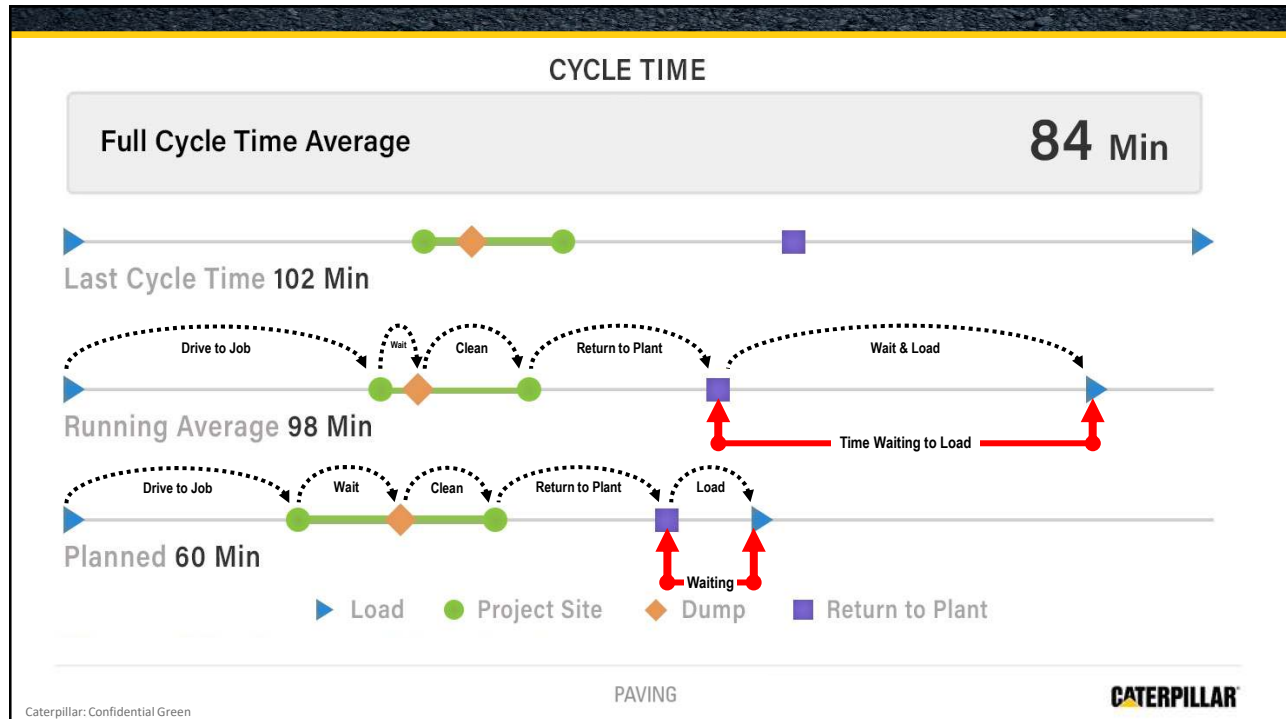 CYCLE TIME
Full Cycle Time Average
84 Min
Last Cycle Time 102 Min
Drive to Job
Wait
Clean
Return to Plant
Wait & Load
Running Average 98 Min
Time Waiting to Load
Drive to Job
Wait
Clean
Return to Plant
Load
Planned 60 Min
Waiting
Load
Project Site
Dump
Return to Plant
PAVING
CATERPILLAR
Caterpillar: Confidential Green